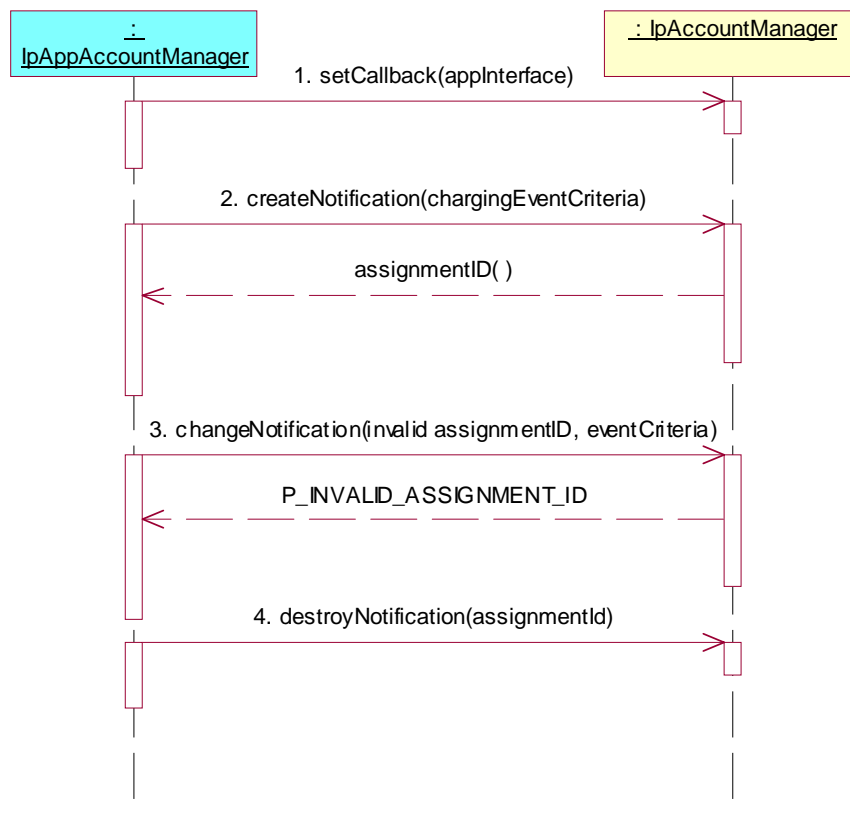 :
IpAppAccountManager
: IpAccountManager
1. setCallback(appInterface)
2. createNotification(chargingEventCriteria)
assignmentID( )
3. changeNotification(invalid assignmentID, eventCriteria)
P_INVALID_ASSIGNMENT_ID
4. destroyNotification(assignmentId)